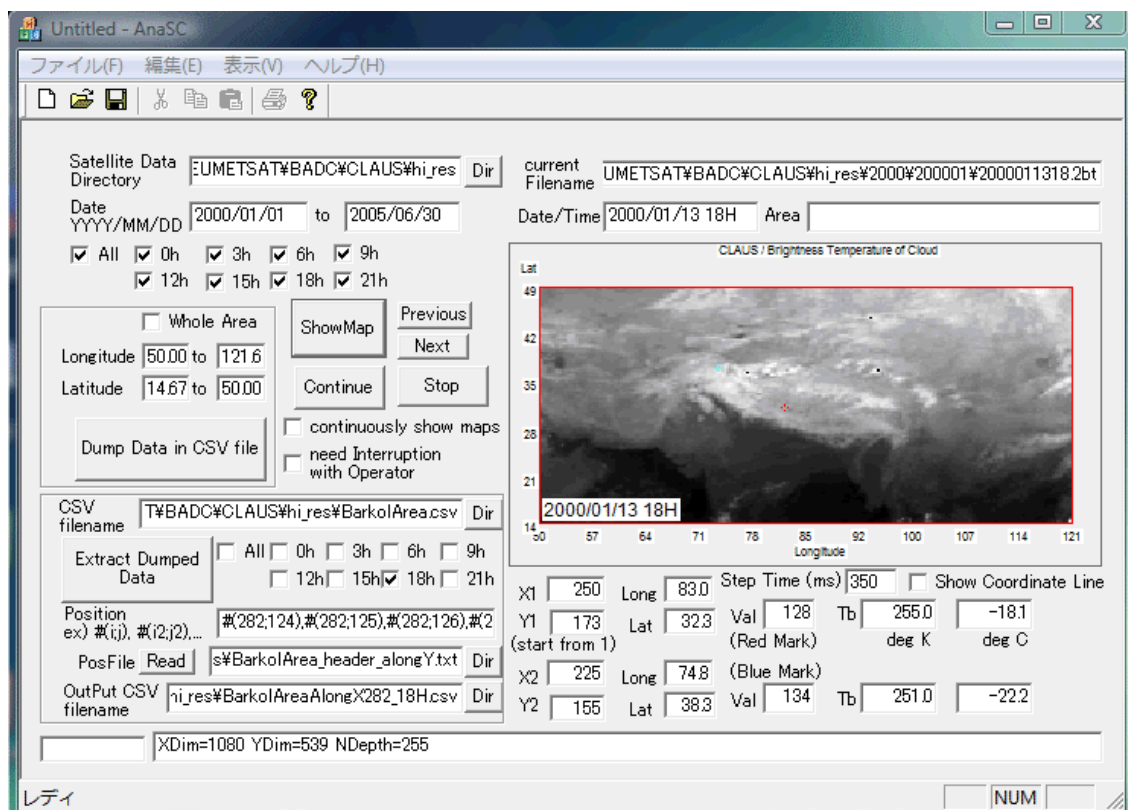 Untitled - AnaSC
ファイル(F) 編集(E) 表示(V) ヘルプ(H)
Satellite Data Directory EUMETSAT¥BADC¥CLAUS¥hi_res Dir
Date YYYY/MM/DD 2000/01/01 to 2005/06/30
All 0h 3h 6h 9h
12h 15h 18h 21h
Whole Area
Longitude 50.00 to 121.6
Latitude 14.67 to 50.00
Dump Data in CSV file
ShowMap
Previous
Next
Continue
Stop
continuously show maps
need Interruption with Operator
CSV filename T¥BADC¥CLAUS¥hi_res¥BarkolArea.csv Dir
Extract Dumped Data
All 0h 3h 6h 9h
12h 15h 18h 21h
Position ex) #(i;j), #(i2;j2),... #(282;124),#(282;125),#(282;126),#(2
PosFile Read s¥BarkolArea_header_alongY.txt Dir
OutPut CSV filename hi_res¥BarkolAreaAlongX282_18H.csv Dir
current Filename UMETSAT¥BADC¥CLAUS¥hi_res¥2000¥200001¥2000011318.2bt
Date/Time 2000/01/13 18H Area
CLAUS / Brightness Temperature of Cloud
Lat
49
42
35
28
21
14
2000/01/13 18H
50 57 64 71 78 85 92 100 107 114 121
Longitude
Step Time (ms) 350 Show Coordinate Line
X1 250 Long 83.0 Val 128 Tb 255.0 -18.1
Y1 173 Lat 32.3 (Red Mark) deg K deg C
(start from 1)
X2 225 Long 74.8 (Blue Mark)
Y2 155 Lat 38.3 Val 134 Tb 251.0 -22.2
XDim=1080 YDim=539 NDepth=255
レディ
NUM